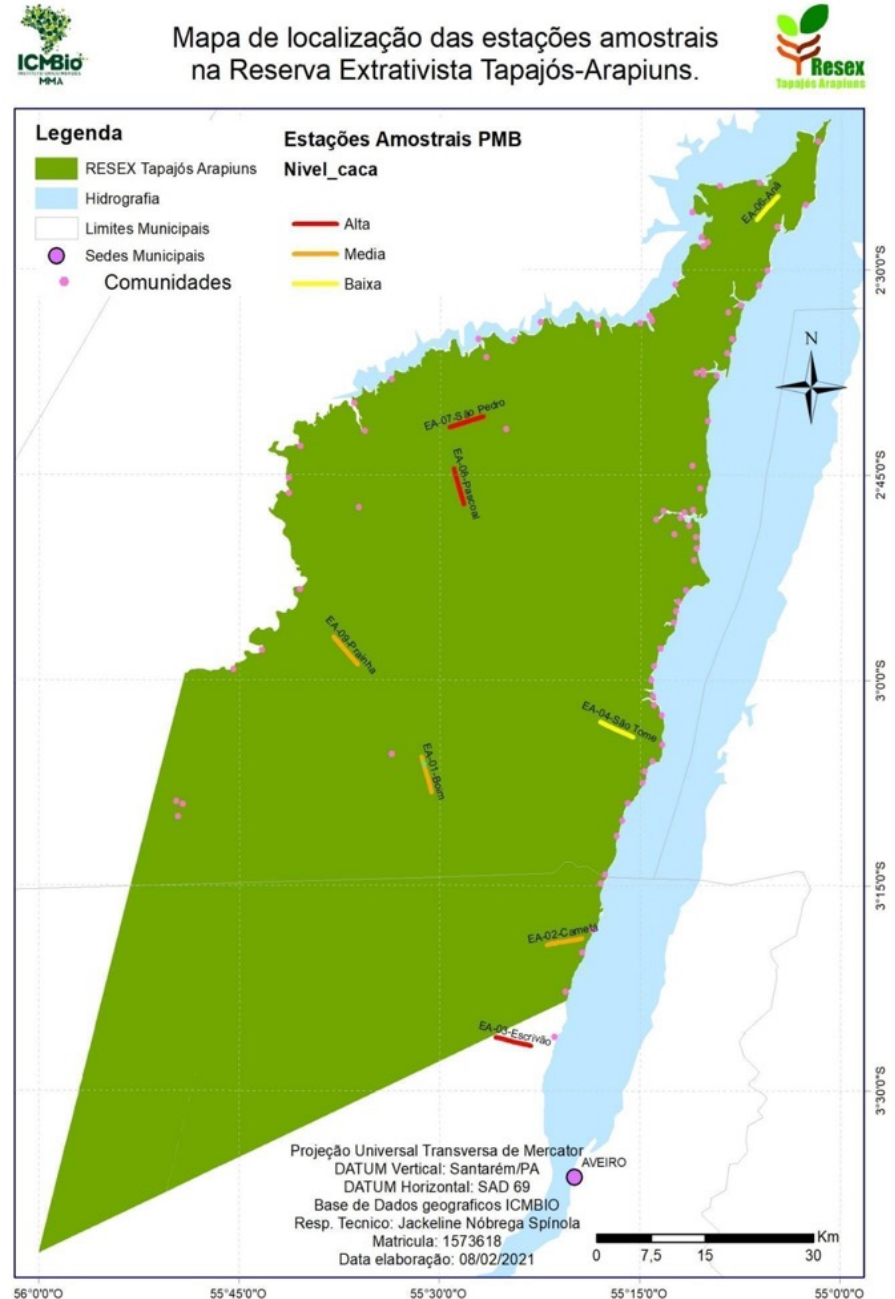 ICMBio
MMA
Mapa de localização das estações amostrais
na Reserva Extrativista Tapajós-Arapiuns.
Resex
Tapajós Arapiuns
Legenda
RESEX Tapajós Arapiuns
Hidrografia
Limites Municipais
Sedes Municipais
Comunidades
Estações Amostrais PMB
Nivel_caca
Alta
Media
Baixa
EA-06-Anã
2°30'0"S
N
EA-07-São Pedro
2°45'0"S
EA-08-Pascoal
EA-09-Prainha
3°0'0"S
EA-04-São Tome
EA-01-Boim
3°15'0"S
EA-02-Cametá
EA-03-Escrivão
3°30'0"S
Projeção Universal Transversa de Mercator
DATUM Vertical: Santarém/PA
DATUM Horizontal: SAD 69
Base de Dados geograficos ICMBIO
Resp. Tecnico: Jackeline Nóbrega Spínola
Matricula: 1573618
Data elaboração: 08/02/2021
AVEIRO
Km
0 7,5 15 30
56°0'0"O 55°45'0"O 55°30'0"O 55°15'0"O 55°0'0"O